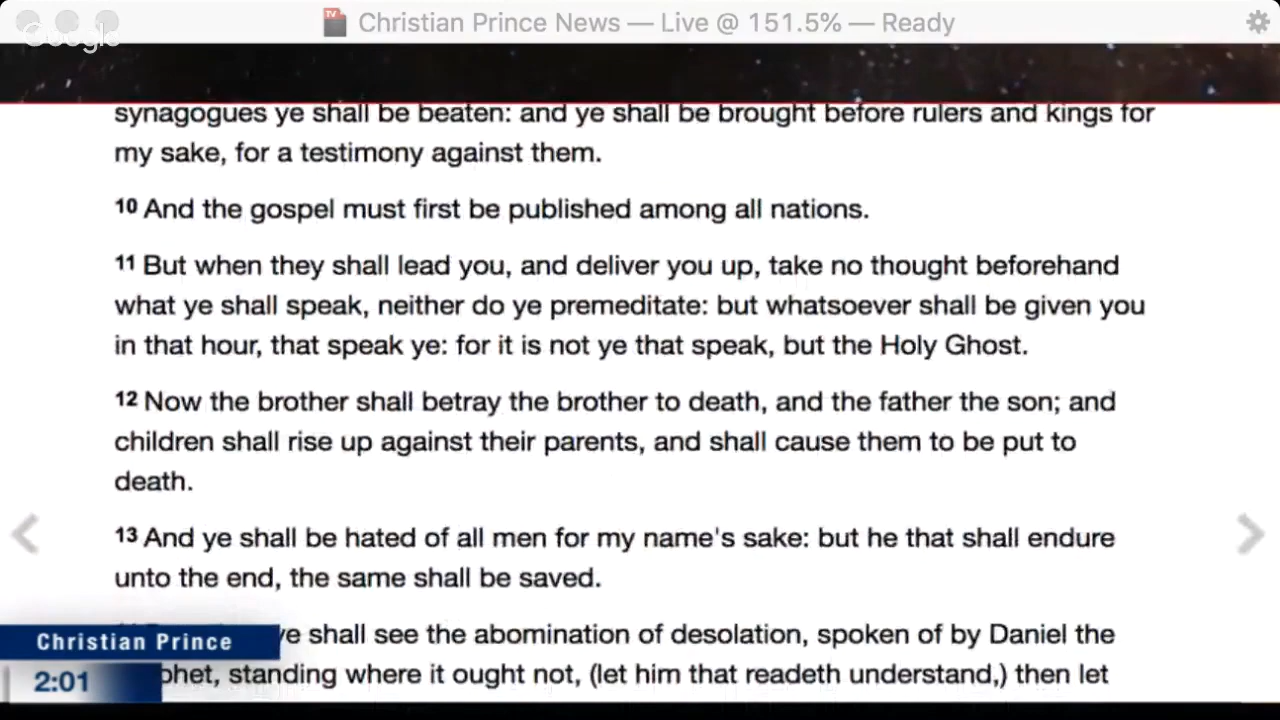 Christian Prince News — Live @ 151.5% — Ready
Google
synagogues ye shall be beaten: and ye shall be brought before rulers and kings for
my sake, for a testimony against them.
10 And the gospel must first be published among all nations.
11 But when they shall lead you, and deliver you up, take no thought beforehand
what ye shall speak, neither do ye premeditate: but whatsoever shall be given you
in that hour, that speak ye: for it is not ye that speak, but the Holy Ghost.
12 Now the brother shall betray the brother to death, and the father the son; and
children shall rise up against their parents, and shall cause them to be put to
death.
13 And ye shall be hated of all men for my name's sake: but he that shall endure
unto the end, the same shall be saved.
ye shall see the abomination of desolation, spoken of by Daniel the
phet, standing where it ought not, (let him that readeth understand,) then let
Christian Prince
2:01